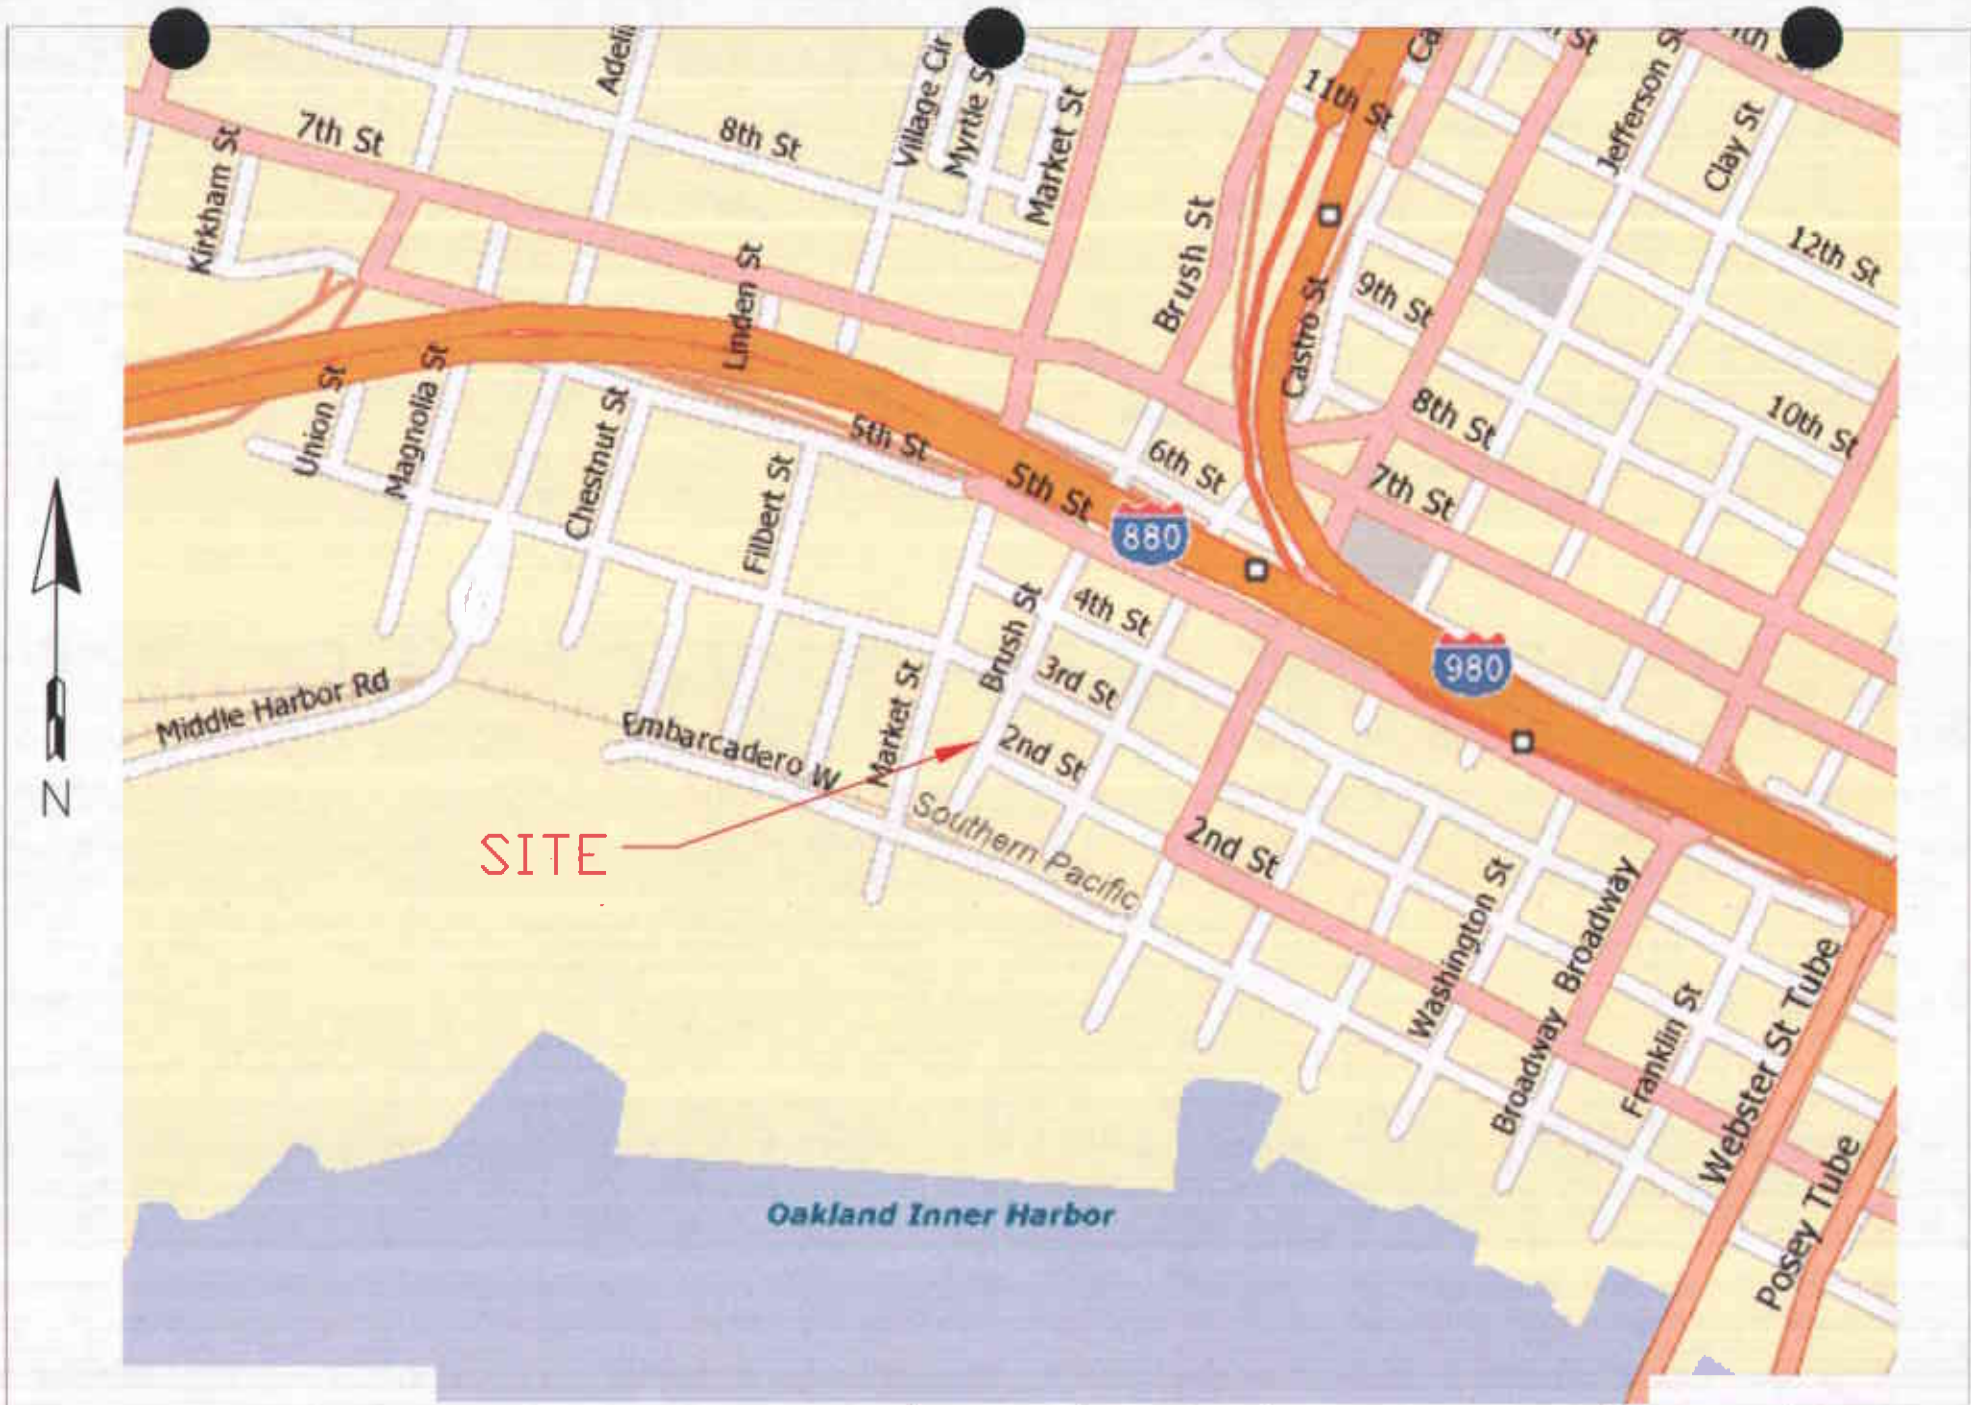 11th St
Jefferson St
Clay St
7th St
8th St
Village Cir
Market St
Kirkham St
Brush St
12th St
Linden St
9th St
Castro St
Union St
Magnolia St
10th St
8th St
Chestnut St
5th St
6th St
Filbert St
5th St
7th St
880
4th St
Brush St
980
3rd St
Middle Harbor Rd
Market St
Embarcadero W
2nd St
N
SITE
Southern Pacific
2nd St
Washington St
Broadway
Broadway
Franklin St
Webster St Tube
Posey Tube
Oakland Inner Harbor